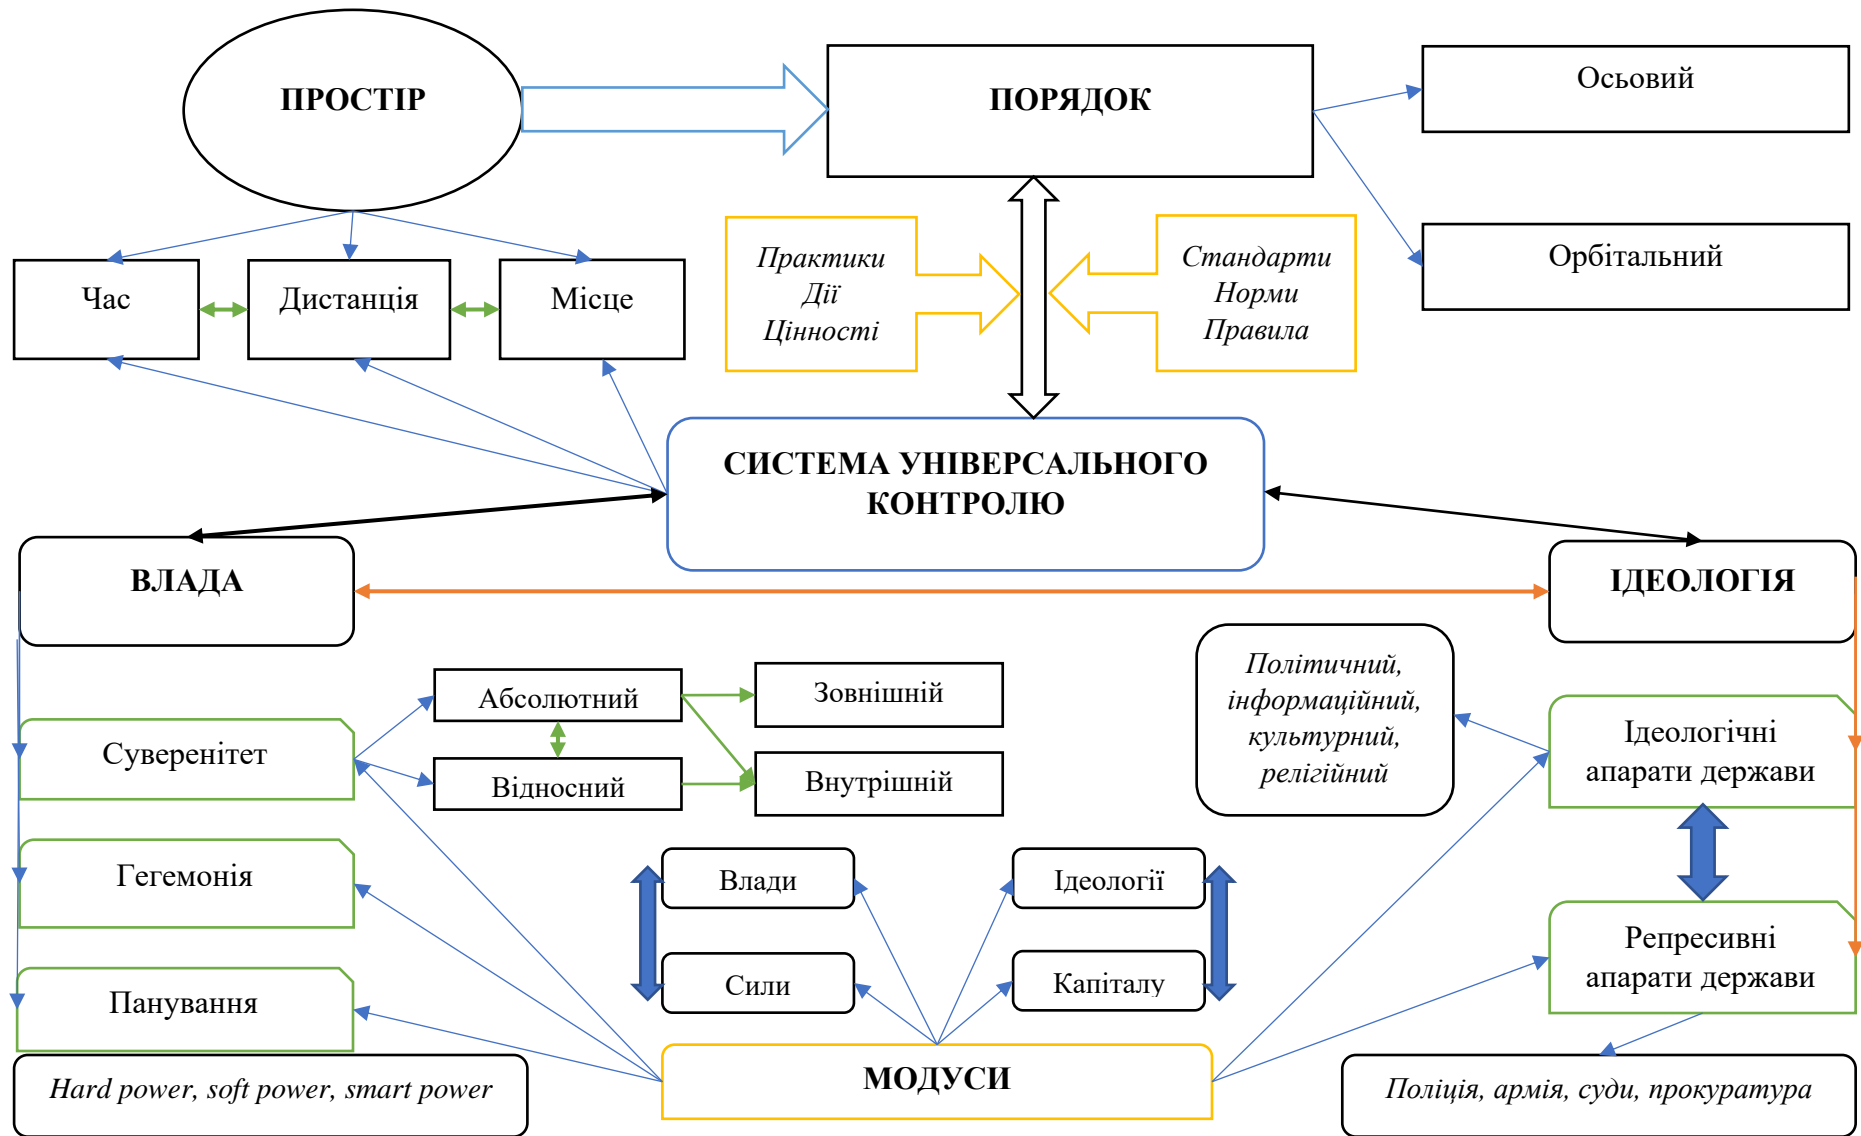 ПРОСТІР
ПОРЯДОК
Осьовий
Орбітальний
Час
Дистанція
Місце
Практики
Дії
Цінності
Стандарти
Норми
Правила
СИСТЕМА УНІВЕРСАЛЬНОГО
КОНТРОЛЮ
ВЛАДА
ІДЕОЛОГІЯ
Суверенітет
Абсолютний
Відносний
Зовнішній
Внутрішній
Політичний,
інформаційний,
культурний,
релігійний
Ідеологічні
апарати держави
Гегемонія
Влади
Ідеології
Сили
Капіталу
Репресивні
апарати держави
Панування
МОДУСИ
Hard power, soft power, smart power
Поліція, армія, суди, прокуратура